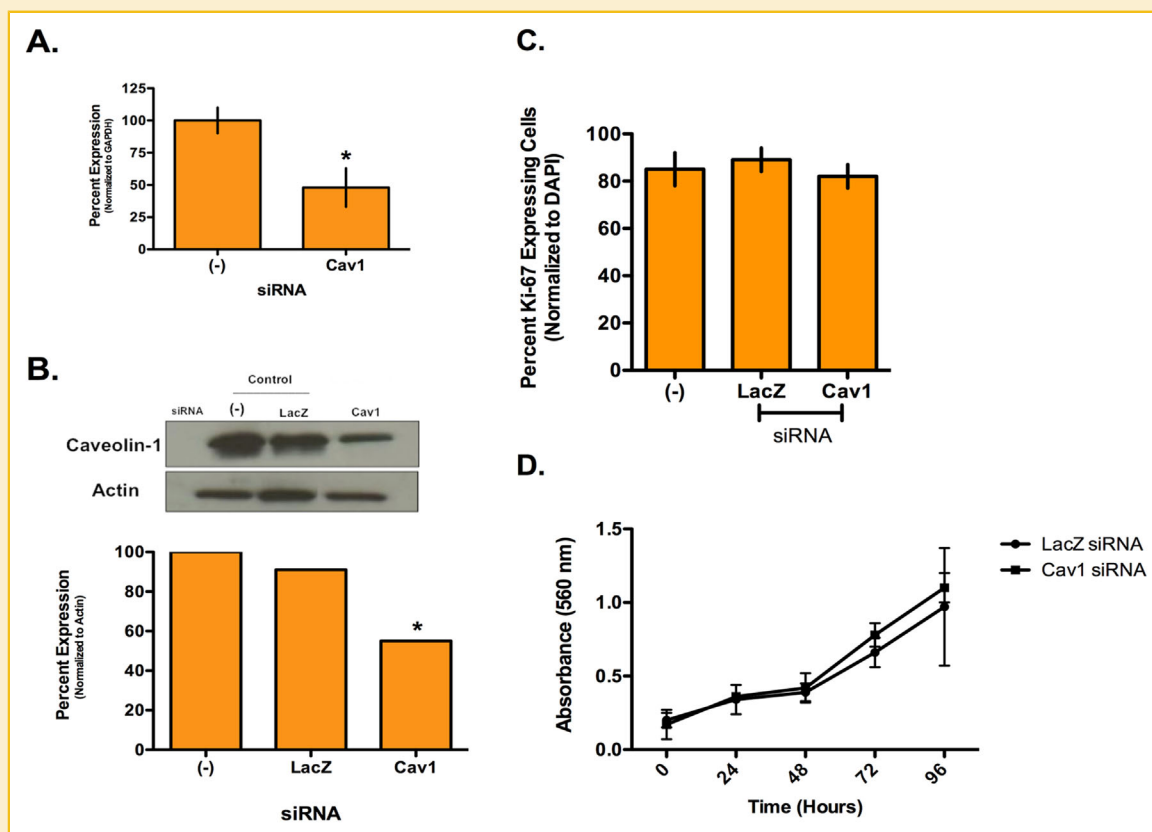 A.
Percent Expression
(Normalized to GAPDH)
125
100
75
50
25
0
*
(-)
Cav1
siRNA
B.
Control
siRNA
(-)
LacZ
Cav1
Caveolin-1
Actin
Percent Expression
(Normalized to Actin)
100
80
60
40
20
0
*
(-)
LacZ
Cav1
siRNA
C.
Percent Ki-67 Expressing Cells
(Normalized to DAPI)
100
80
60
40
20
0
(-)
LacZ
Cav1
siRNA
D.
Absorbance (560 nm)
1.5
1.0
0.5
0.0
0
24
48
72
96
Time (Hours)
LacZ siRNA
Cav1 siRNA